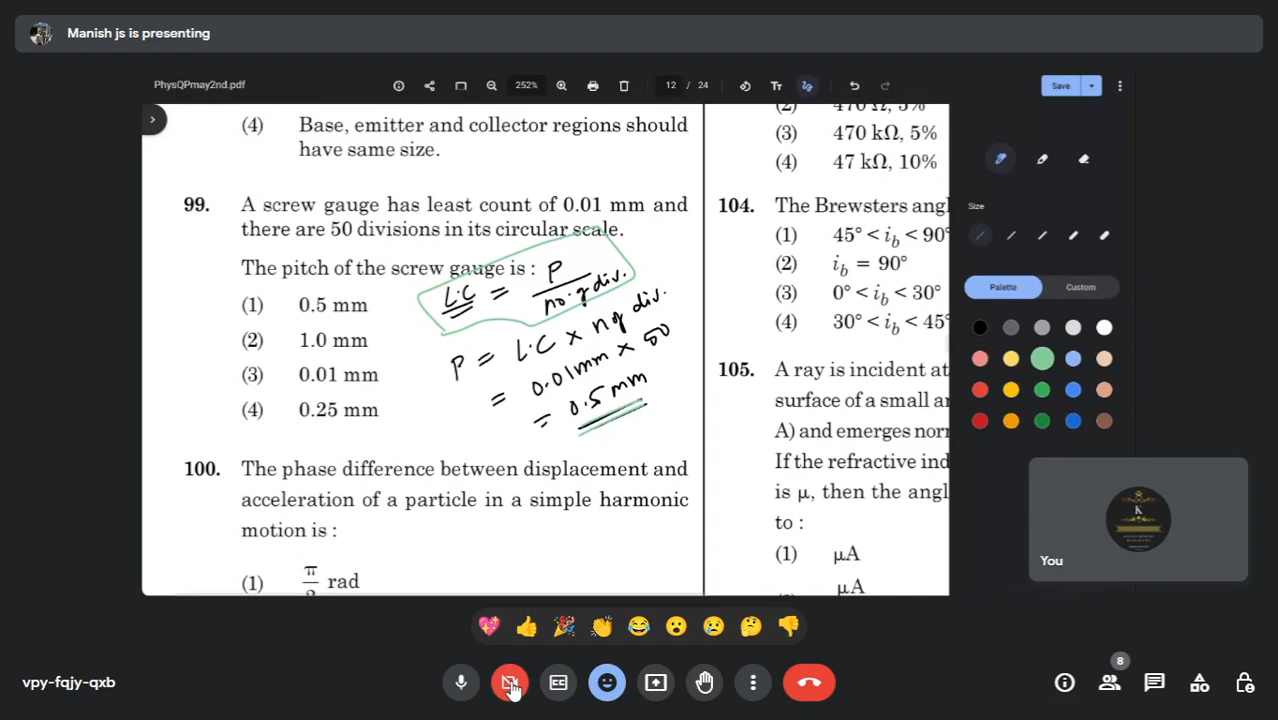 Manish js is presenting
PhysQPmay2nd.pdf
252%
12 / 24
Save
(4) Base, emitter and collector regions should
have same size.
99. A screw gauge has least count of 0.01 mm and
there are 50 divisions in its circular scale.
The pitch of the screw gauge is :
(1) 0.5 mm
(2) 1.0 mm
(3) 0.01 mm
(4) 0.25 mm
L.C = P
no.of div.
P = L.C × n of div.
= 0.01mm × 50
= 0.5 mm
100. The phase difference between displacement and
acceleration of a particle in a simple harmonic
motion is :
(1) π
rad
(2) 470 Ω, 5%
(3) 470 kΩ, 5%
(4) 47 kΩ, 10%
104. The Brewsters angl
(1) 45° < i_b < 90°
(2) i_b = 90°
(3) 0° < i_b < 30°
(4) 30° < i_b < 45°
105. A ray is incident at
surface of a small a
A) and emerges norr
If the refractive ind
is μ, then the angl
to :
(1) μA
μA
Size
Palette
Custom
K
You
vpy-fqjy-qxb
8